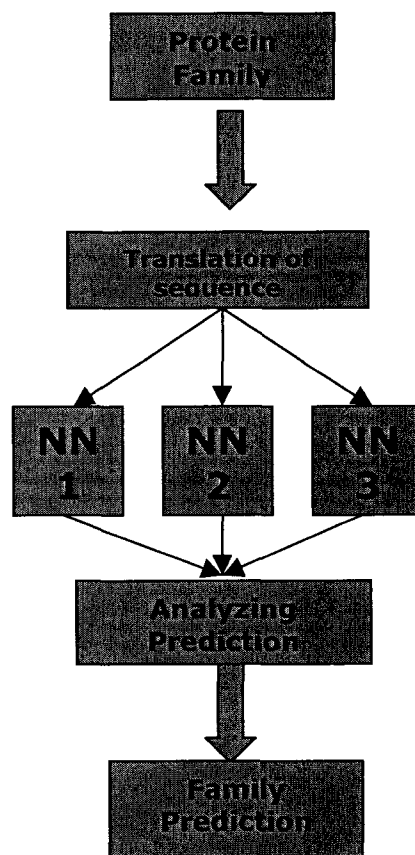 Protein
Family
Translation of
sequence
NN
1
NN
2
NN
3
Analyzing
Prediction
Family
Prediction